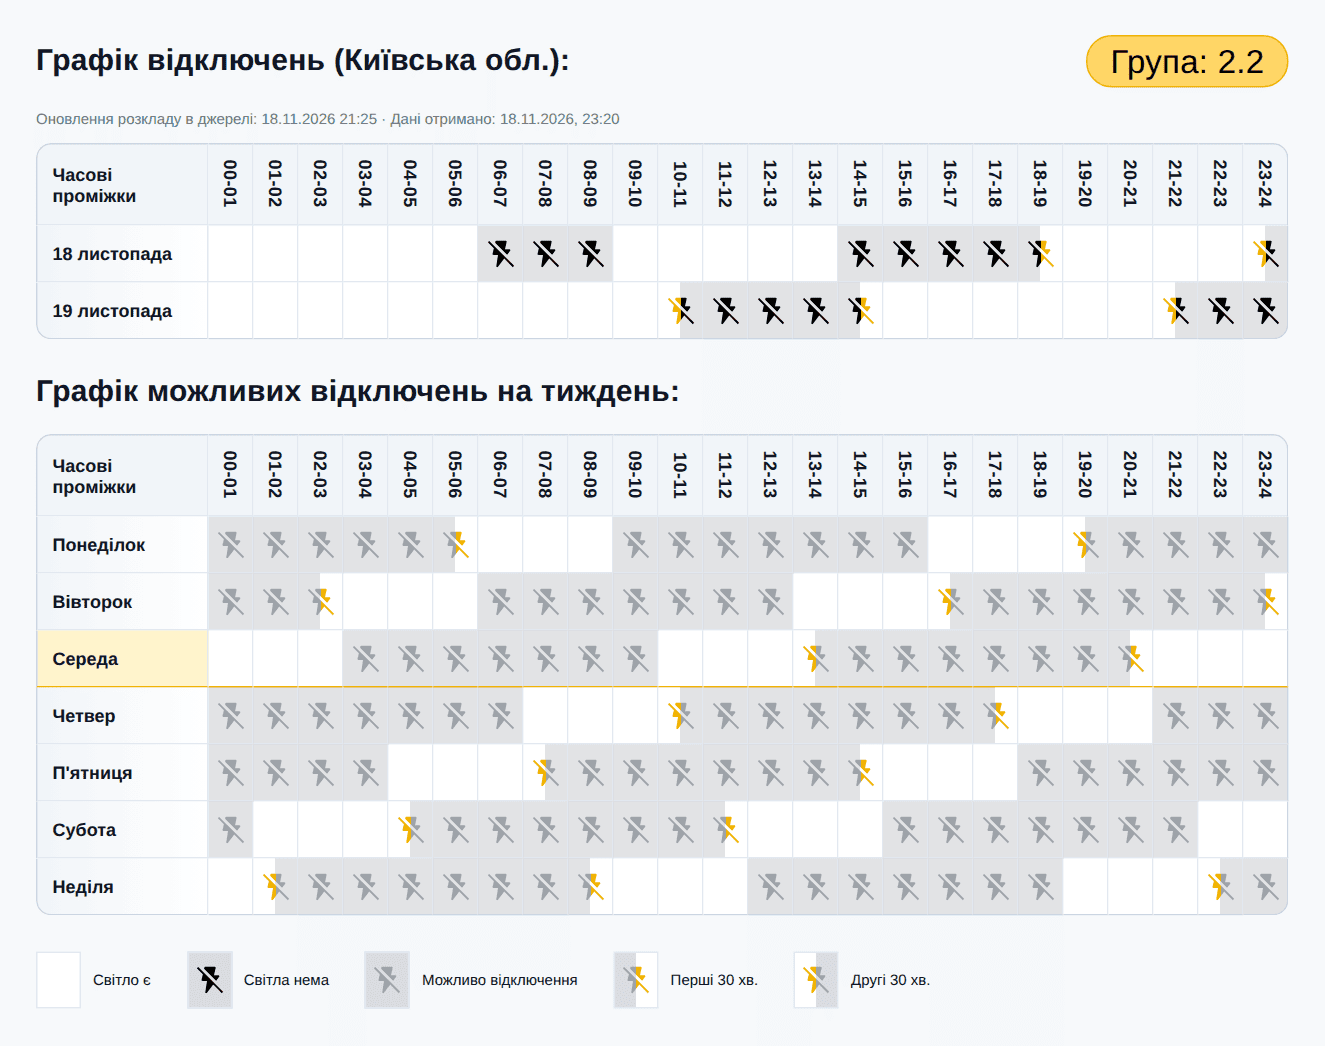 Графік відключень (Київська обл.):
Група: 2.2
Оновлення розкладу в джерелі: 18.11.2026 21:25 · Дані отримано: 18.11.2026, 23:20
Часові
проміжки
00-01
01-02
02-03
03-04
04-05
05-06
06-07
07-08
08-09
09-10
10-11
11-12
12-13
13-14
14-15
15-16
16-17
17-18
18-19
19-20
20-21
21-22
22-23
23-24
18 листопада
19 листопада
Графік можливих відключень на тиждень:
Часові
проміжки
00-01
01-02
02-03
03-04
04-05
05-06
06-07
07-08
08-09
09-10
10-11
11-12
12-13
13-14
14-15
15-16
16-17
17-18
18-19
19-20
20-21
21-22
22-23
23-24
Понеділок
Вівторок
Середа
Четвер
П'ятниця
Субота
Неділя
Світло є
Світла нема
Можливо відключення
Перші 30 хв.
Другі 30 хв.